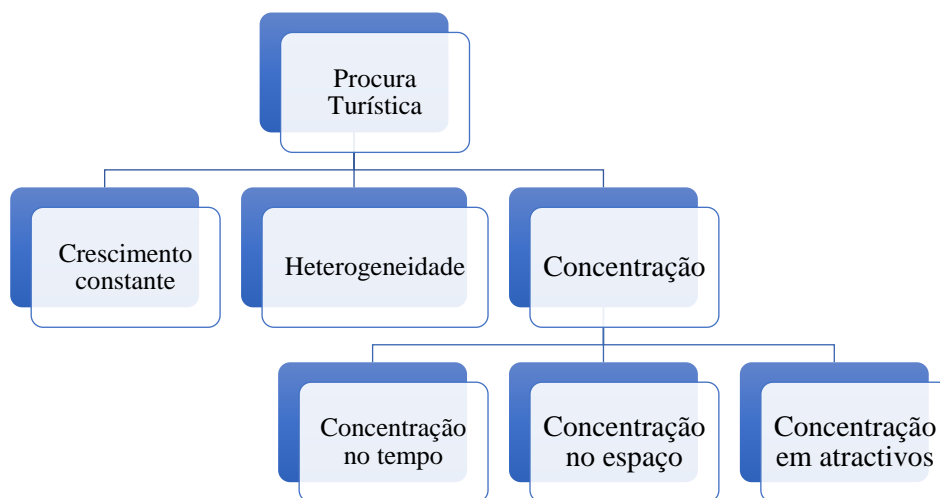 Procura
Turística
Crescimento
constante
Heterogeneidade
Concentração
Concentração
no tempo
Concentração
no espaço
Concentração
em atractivos